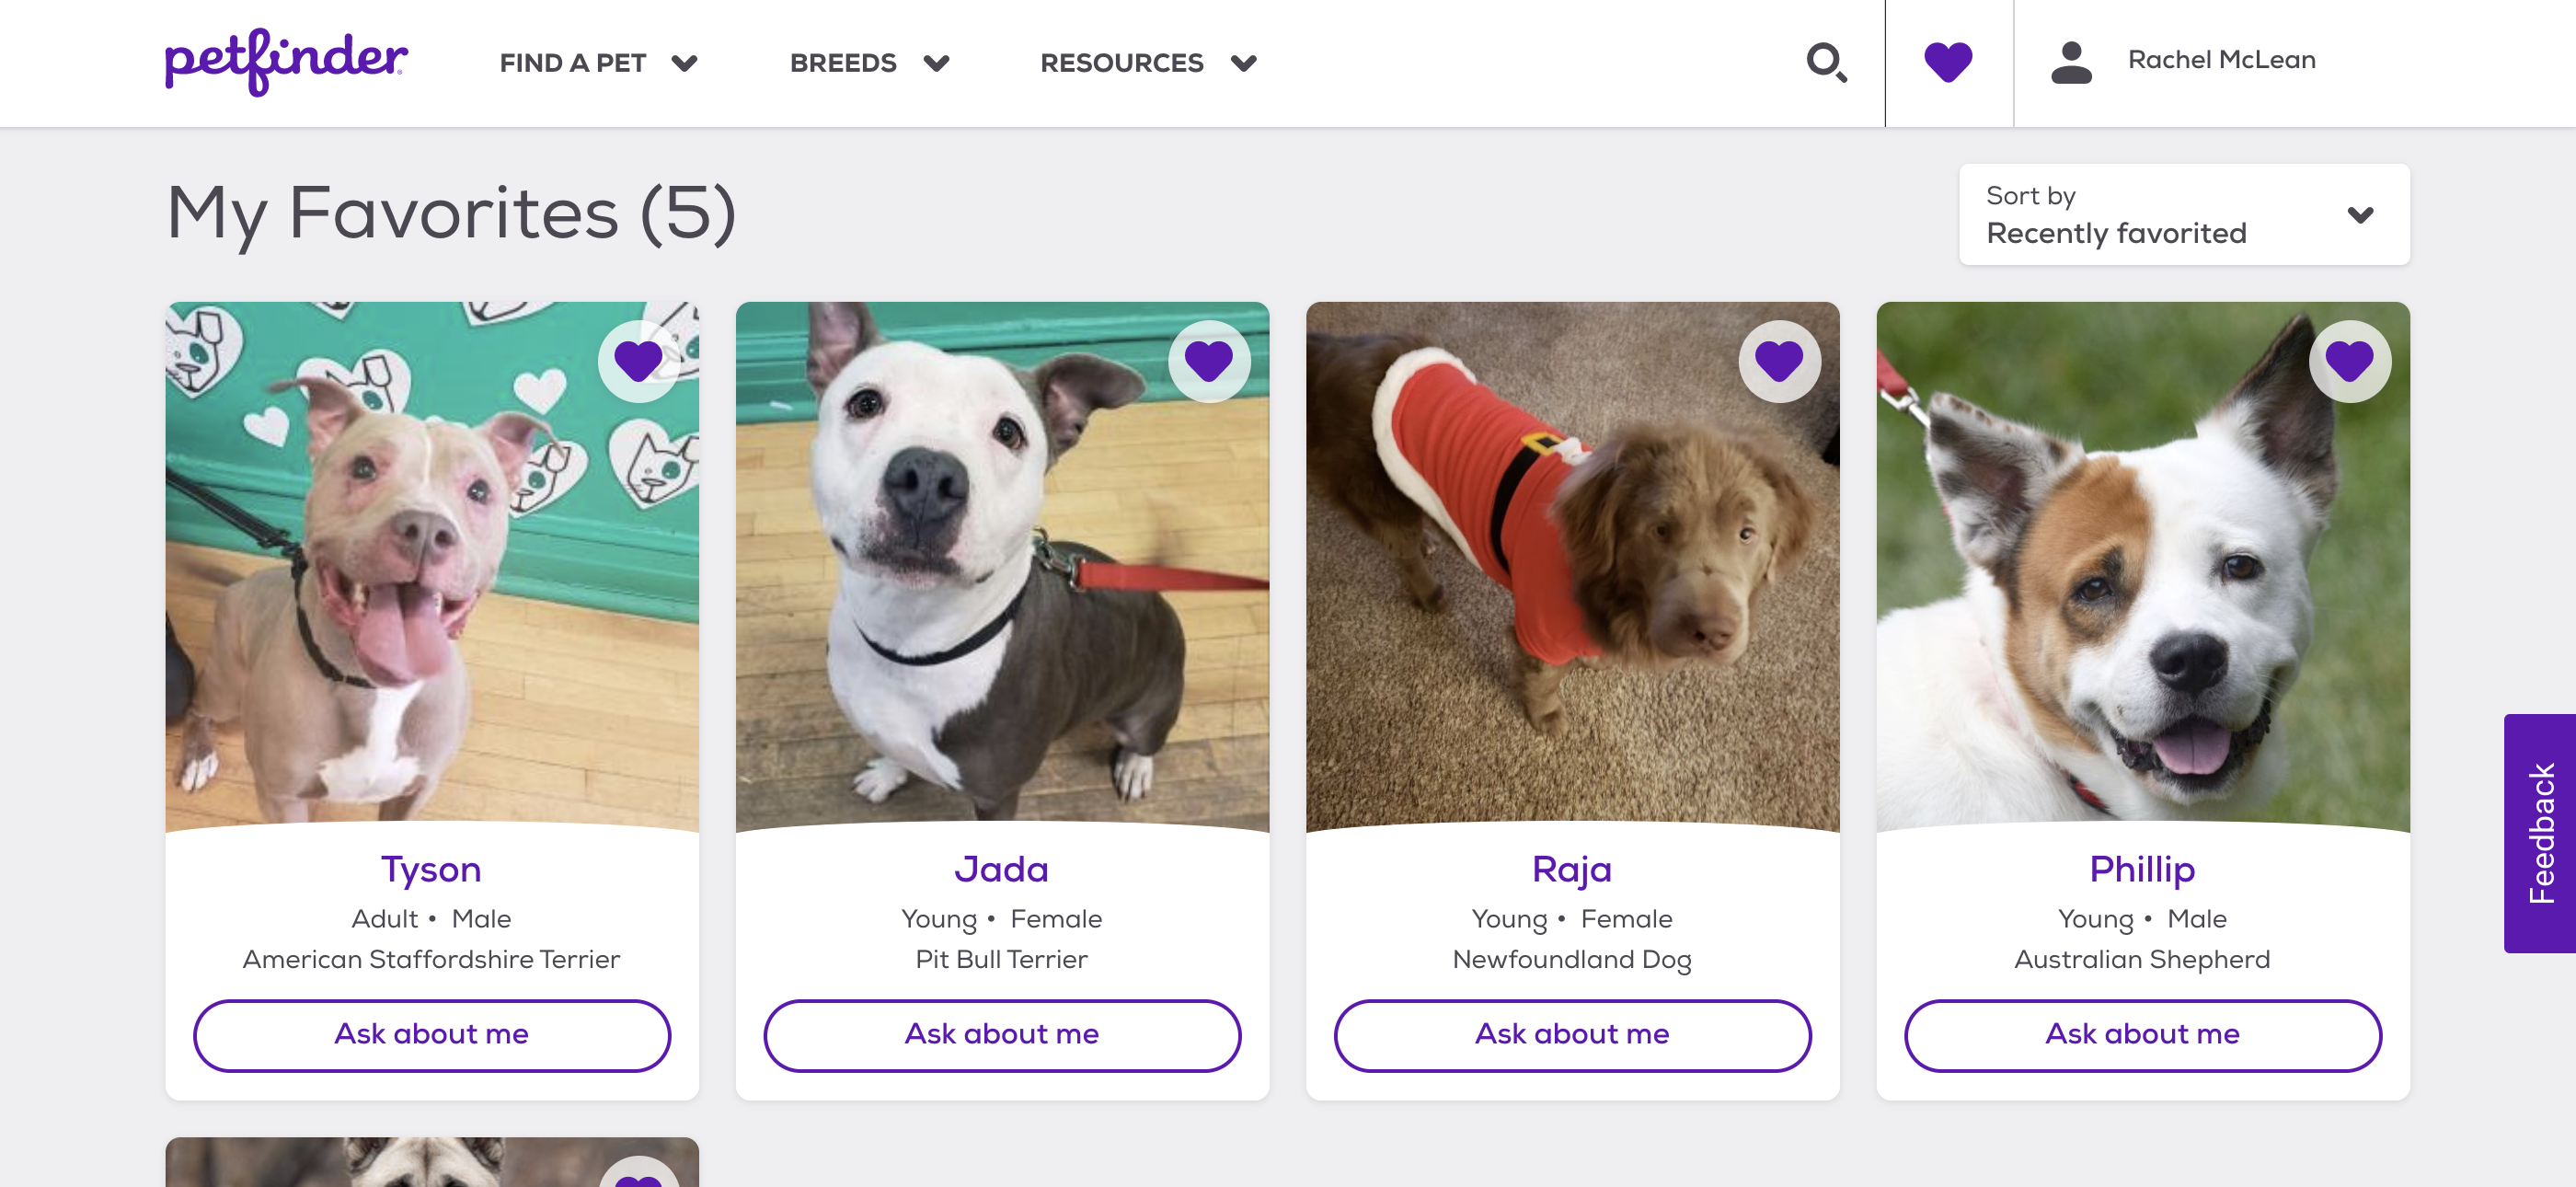 petfinder
FIND A PET
BREEDS
RESOURCES
Rachel McLean
My Favorites (5)
Sort by
Recently favorited
Tyson
Adult • Male
American Staffordshire Terrier
Ask about me
Jada
Young • Female
Pit Bull Terrier
Ask about me
Raja
Young • Female
Newfoundland Dog
Ask about me
Phillip
Young • Male
Australian Shepherd
Ask about me
Feedback